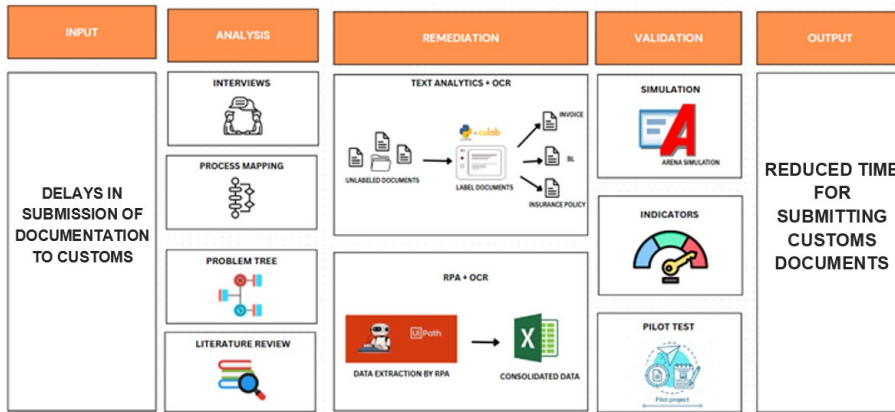 INPUT
ANALYSIS
REMEDIATION
VALIDATION
OUTPUT
DELAYS IN
SUBMISSION OF
DOCUMENTATION
TO CUSTOMS
INTERVIEWS
PROCESS MAPPING
PROBLEM TREE
LITERATURE REVIEW
TEXT ANALYTICS + OCR
UNLABELED DOCUMENTS
+ colab
LABEL DOCUMENTS
INVOICE
BL
INSURANCE POLICY
RPA + OCR
UiPath
DATA EXTRACTION BY RPA
X
CONSOLIDATED DATA
SIMULATION
A
ARENA SIMULATION
INDICATORS
PILOT TEST
Pilot project
REDUCED TIME
FOR
SUBMITTING
CUSTOMS
DOCUMENTS